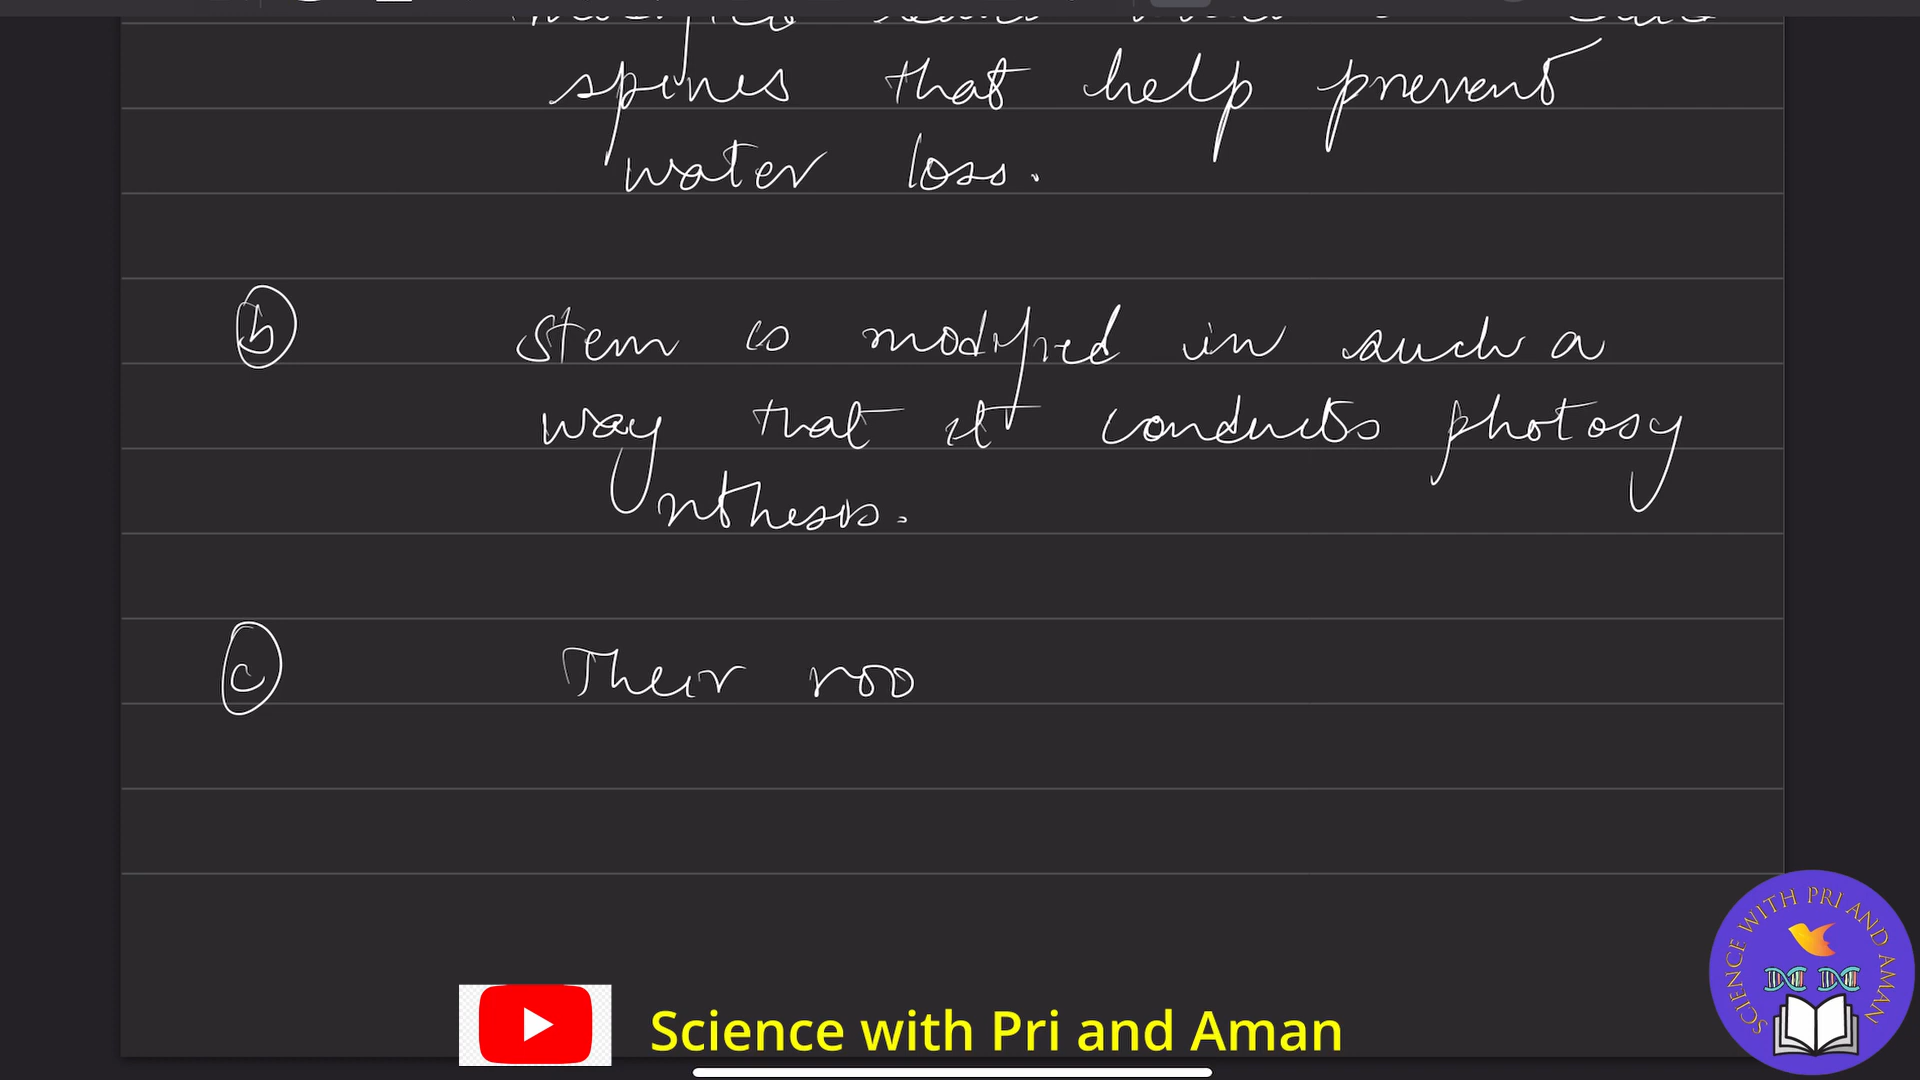 spines that help prevent
water loss.
b stem is modified in such a
way that it conducts photosy
nthesis.
c Their roo
SCIENCE WITH PRI AND AMAN
Science with Pri and Aman